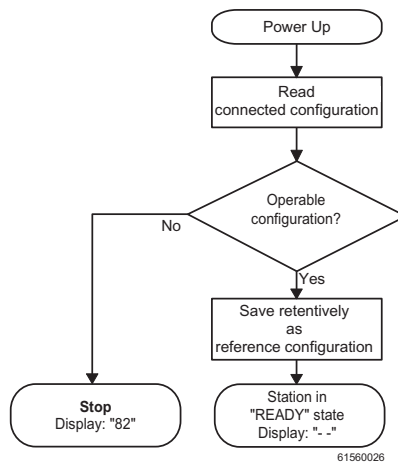 Power Up
Read
connected configuration
Operable
configuration?
No
Yes
Save retentively
as
reference configuration
Stop
Display: "82"
Station in
"READY" state
Display: "- -"
61560026